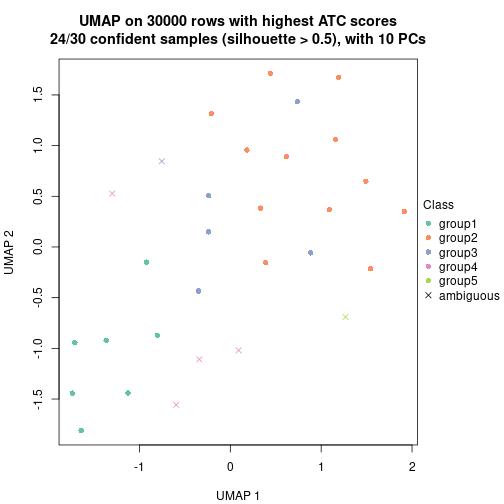 UMAP on 30000 rows with highest ATC scores
24/30 confident samples (silhouette > 0.5), with 10 PCs
1.5
1.0
0.5
0.0
-0.5
-1.0
-1.5
UMAP 2
-1
0
1
2
UMAP 1
Class
group1
group2
group3
group4
group5
ambiguous